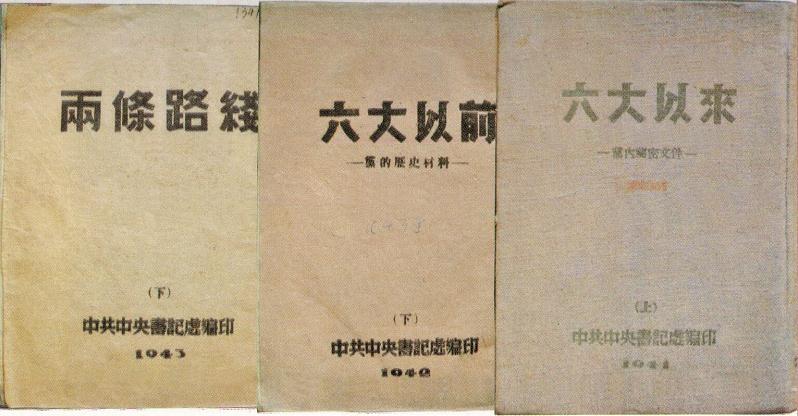 兩條路綫
(下)
中共中央書記處編印
1943
六大以前
—黨的歷史材料—
(下)
中共中央書記處編印
1942
六大以來
—黨內祕密文件—
(上)
中共中央書記處編印
1941